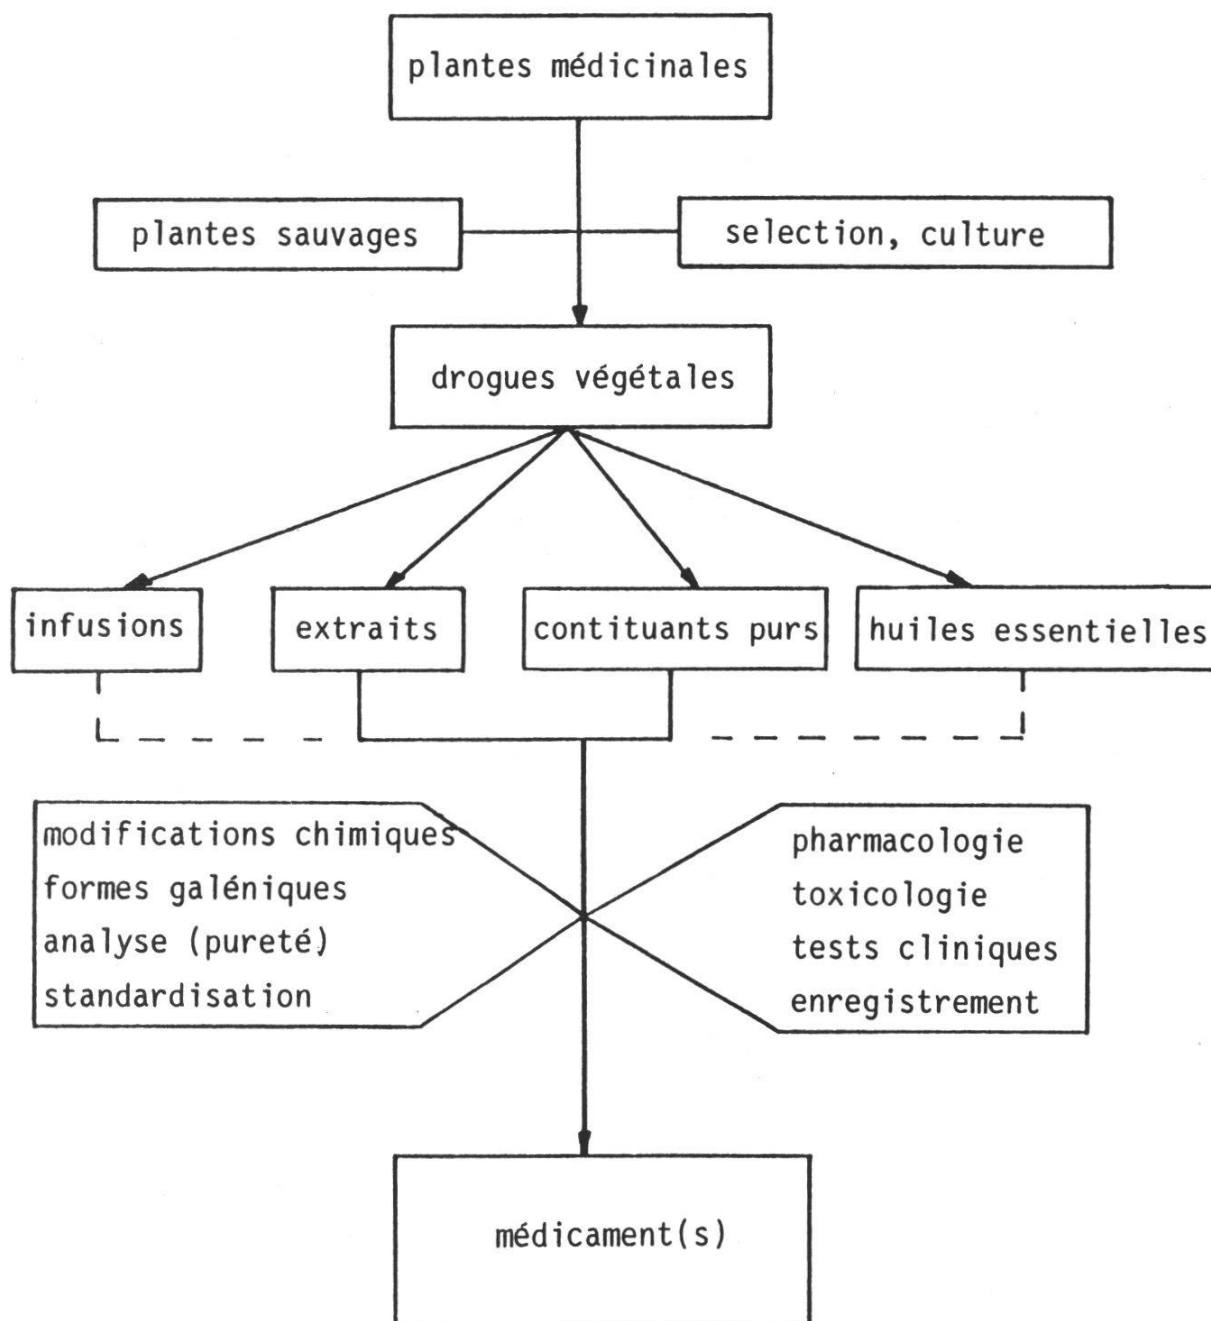 plantes médicinales
plantes sauvages
selection, culture
drogues végétales
infusions
extraits
contituants purs
huiles essentielles
modifications chimiques
formes galéniques
analyse (pureté)
standardisation
pharmacologie
toxicologie
tests cliniques
enregistrement
médicament(s)